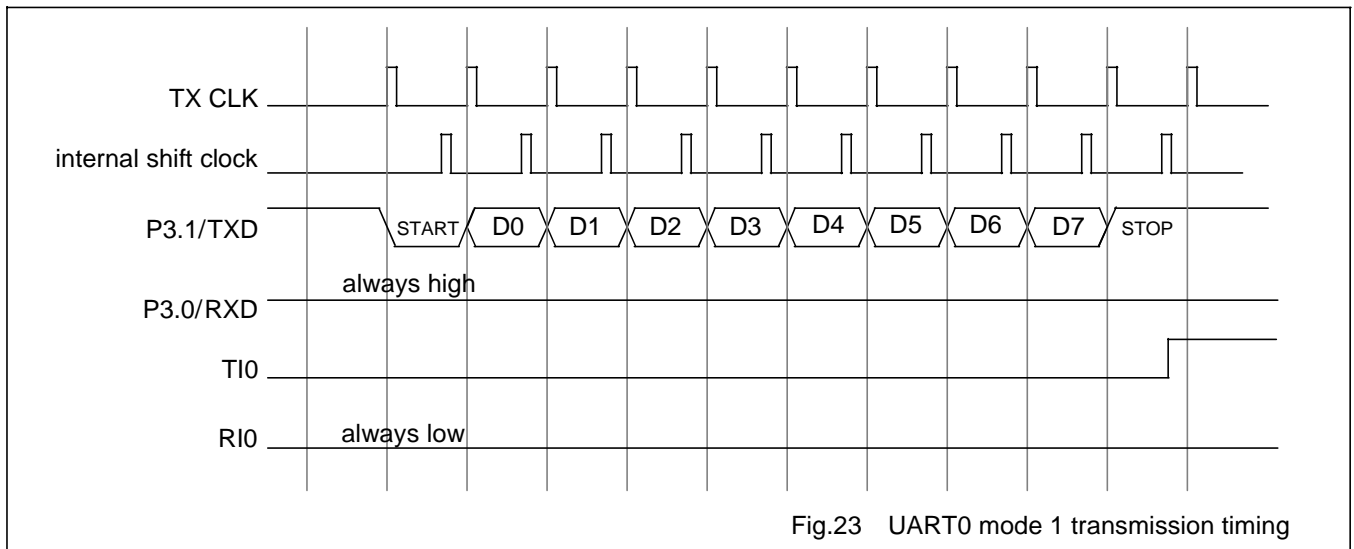 TX CLK
internal shift clock
P3.1/TXD START D0 D1 D2 D3 D4 D5 D6 D7 STOP
always high
P3.0/RXD
TI0
RI0 always low
Fig.23 UART0 mode 1 transmission timing